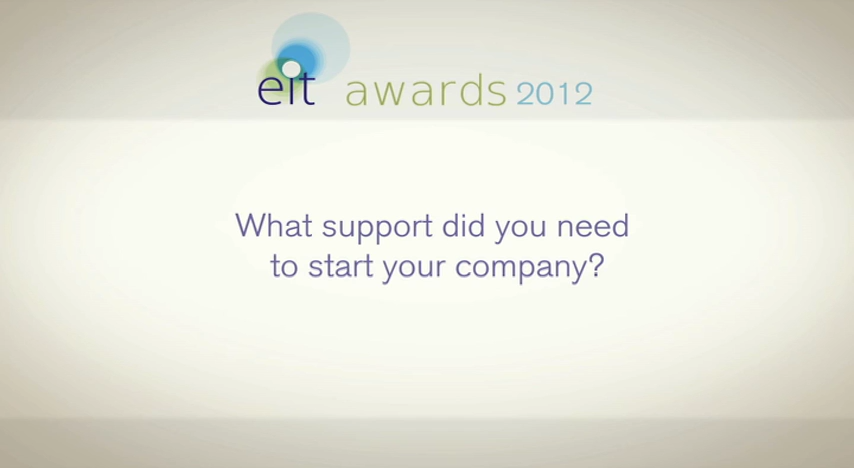 eit awards 2012
What support did you need
to start your company?